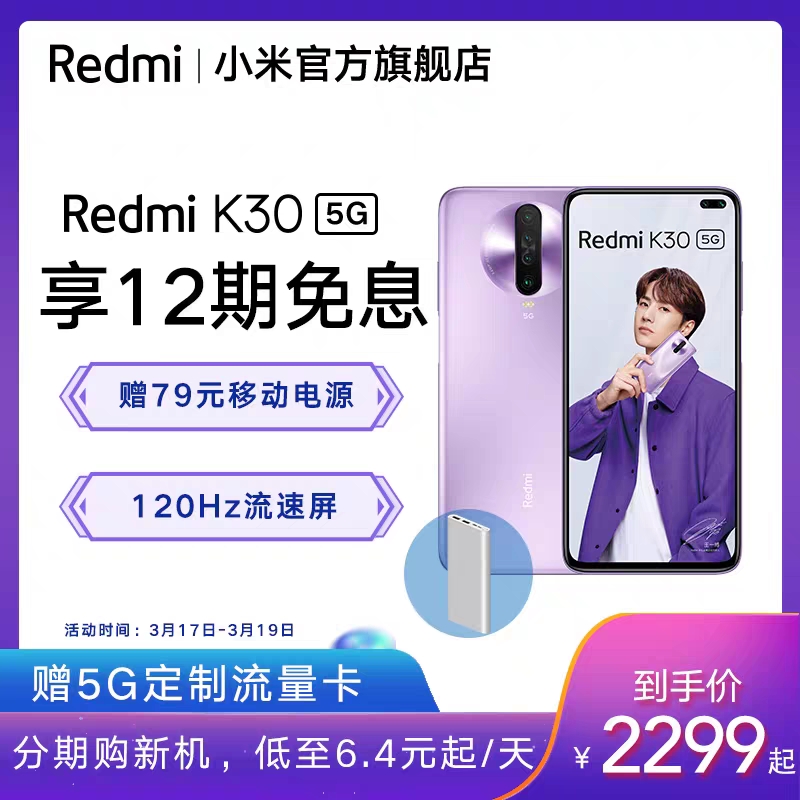 Redmi | 小米官方旗舰店
Redmi K30 5G
享12期免息
赠79元移动电源
120Hz流速屏
活动时间：3月17日-3月19日
Redmi K30 5G
5G
Redmi
王一博
赠5G定制流量卡
分期购新机，低至6.4元起/天
到手价
¥2299起